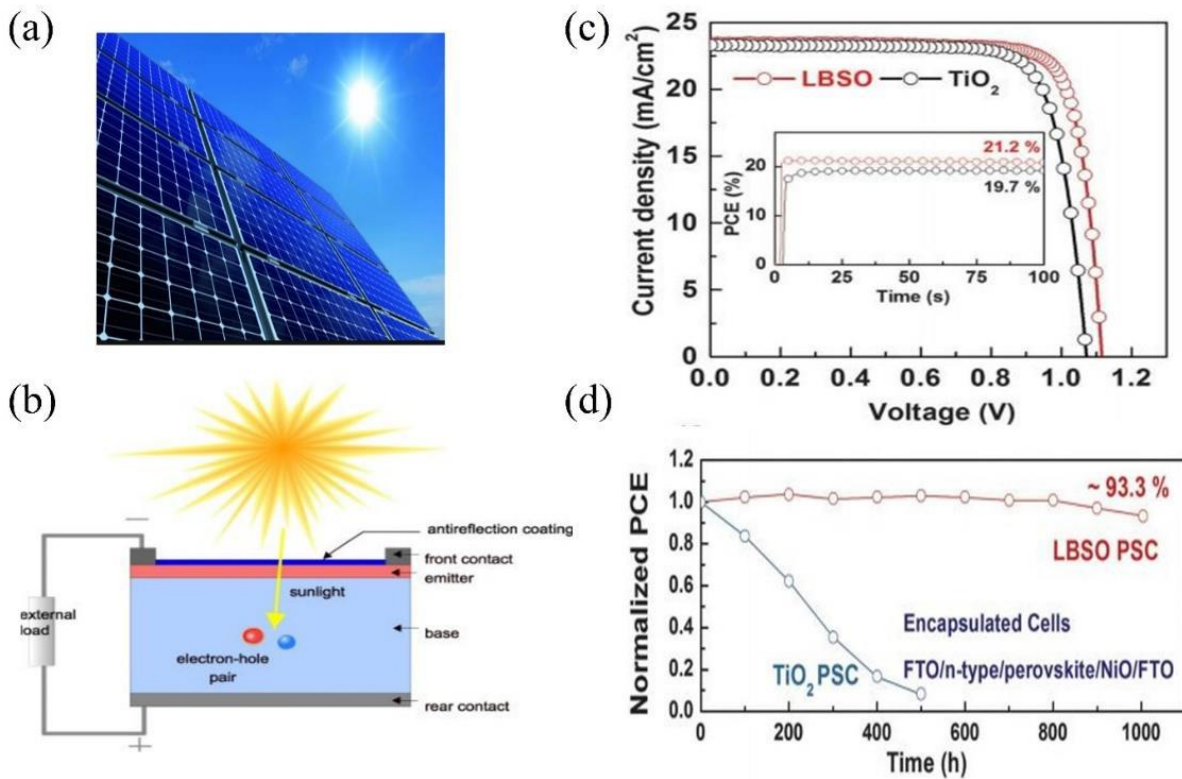 (a)
(b)
−
antireflection coating
front contact
emitter
sunlight
external
load
base
electron-hole
pair
rear contact
+
(c)
Current density (mA/cm²)
25
20
15
10
5
0
LBSO
TiO₂
PCE (%)
20
10
0
21.2 %
19.7 %
0 25 50 75 100
Time (s)
0.0 0.2 0.4 0.6 0.8 1.0 1.2
Voltage (V)
(d)
Normalized PCE
1.2
1.0
0.8
0.6
0.4
0.2
0.0
~ 93.3 %
LBSO PSC
Encapsulated Cells
TiO₂ PSC
FTO/n-type/perovskite/NiO/FTO
0 200 400 600 800 1000
Time (h)